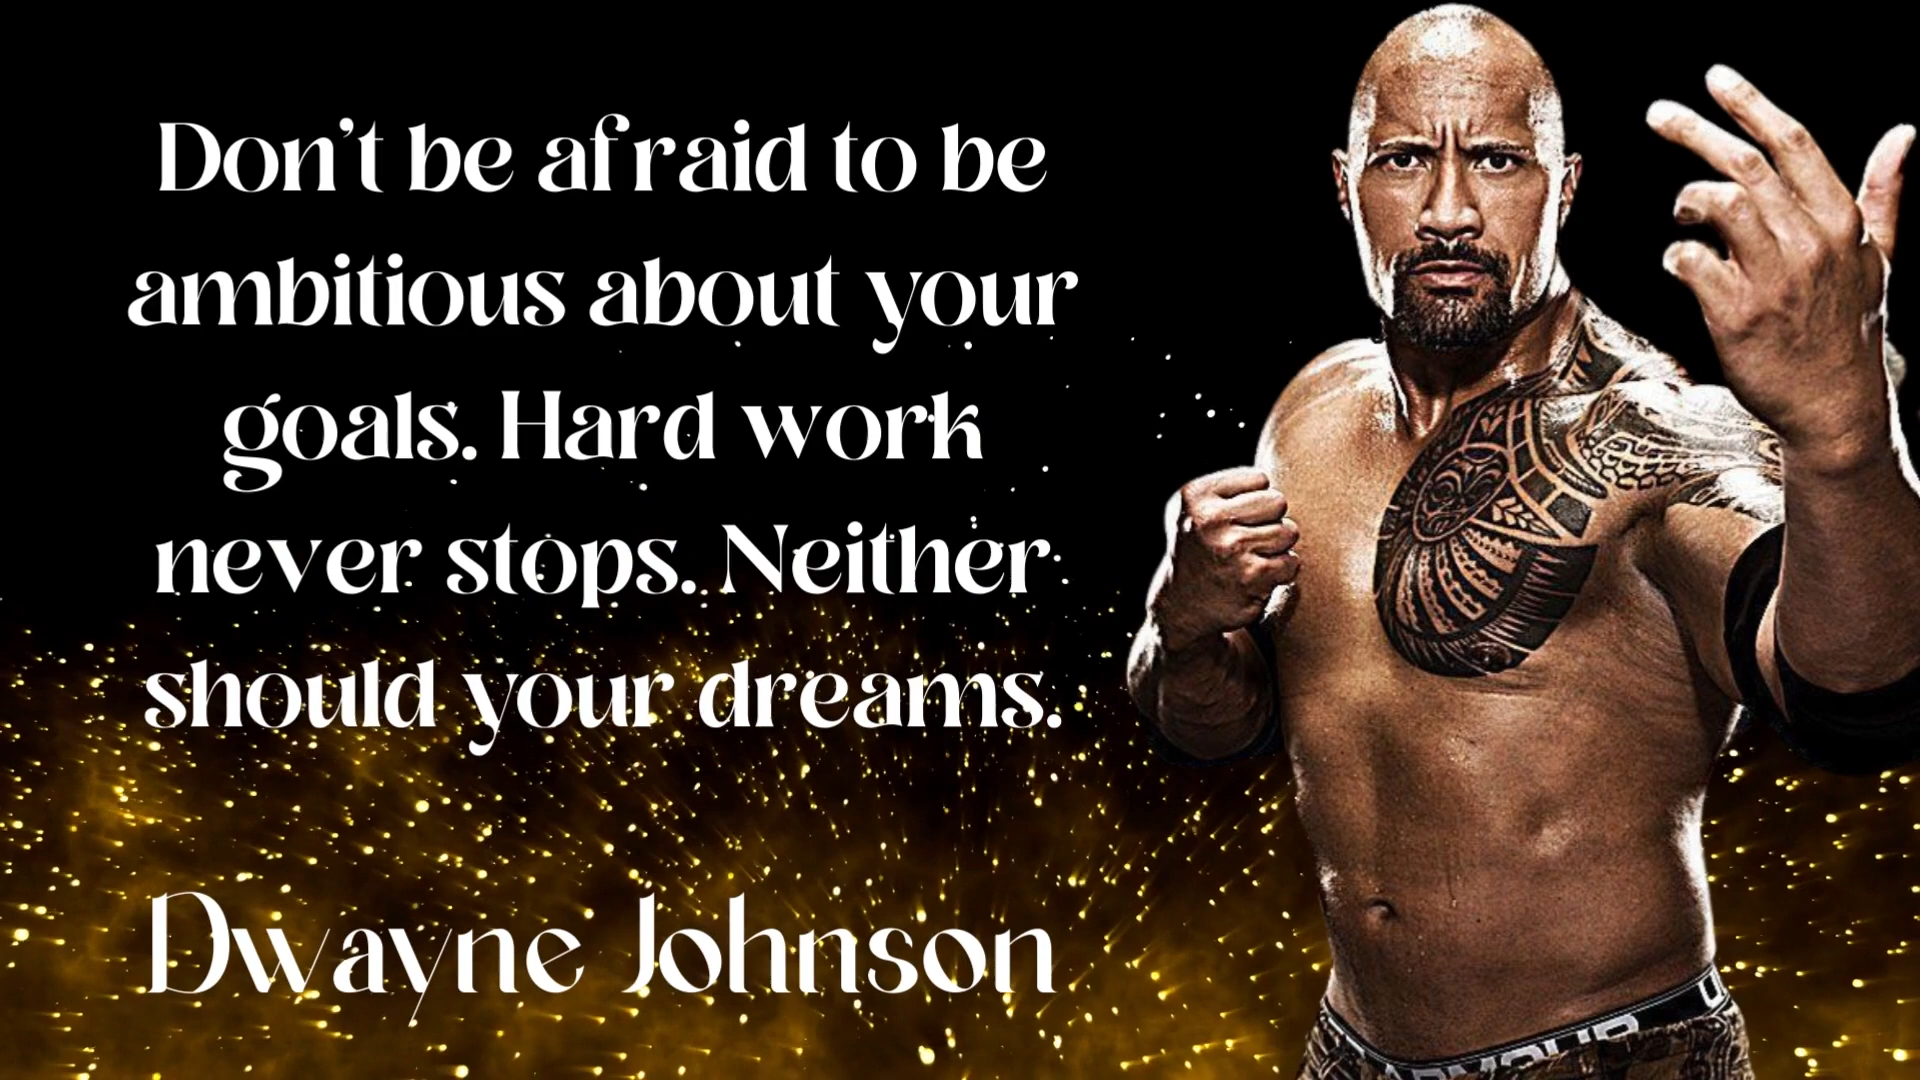 Don't be afraid to be
ambitious about your
goals. Hard work
never stops. Neither
should your dreams.
Dwayne Johnson